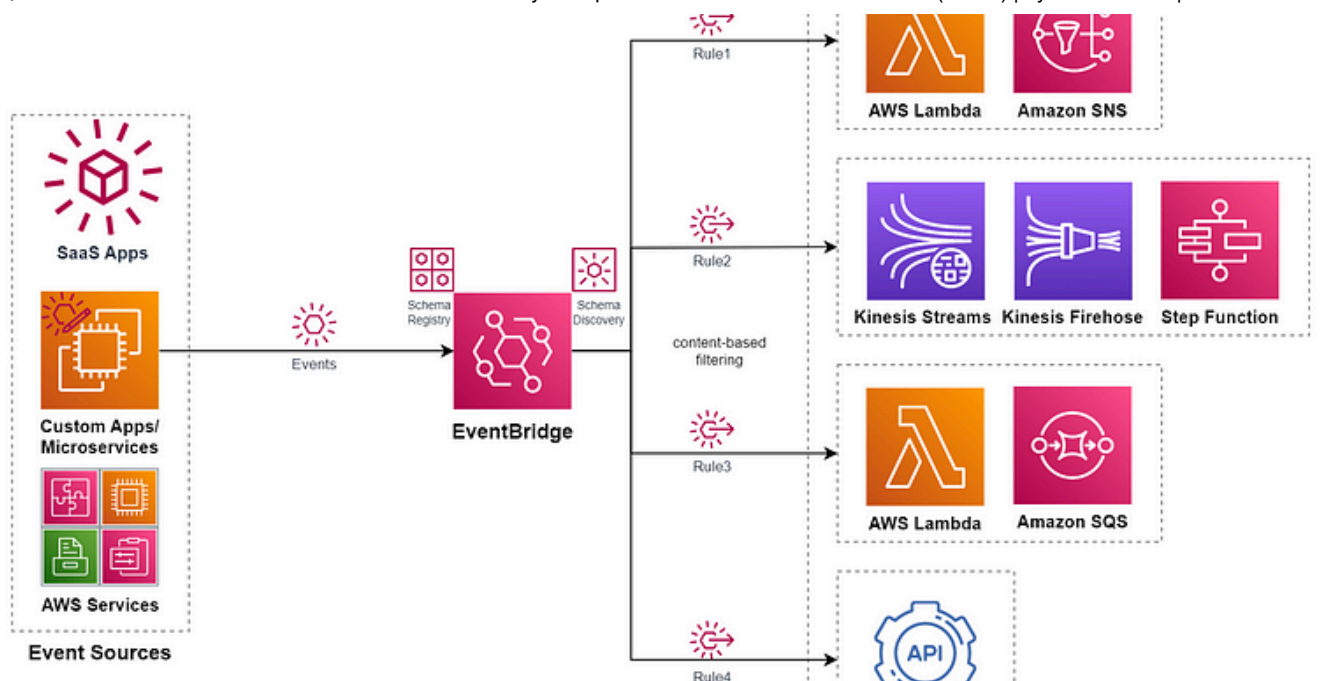 Rule1
AWS Lambda Amazon SNS
SaaS Apps
Rule2
Schema
Registry
Schema
Discovery
Kinesis Streams Kinesis Firehose Step Function
Events
content-based
filtering
Custom Apps/
Microservices
EventBridge
Rule3
AWS Lambda Amazon SQS
AWS Services
Event Sources
API
Rule4